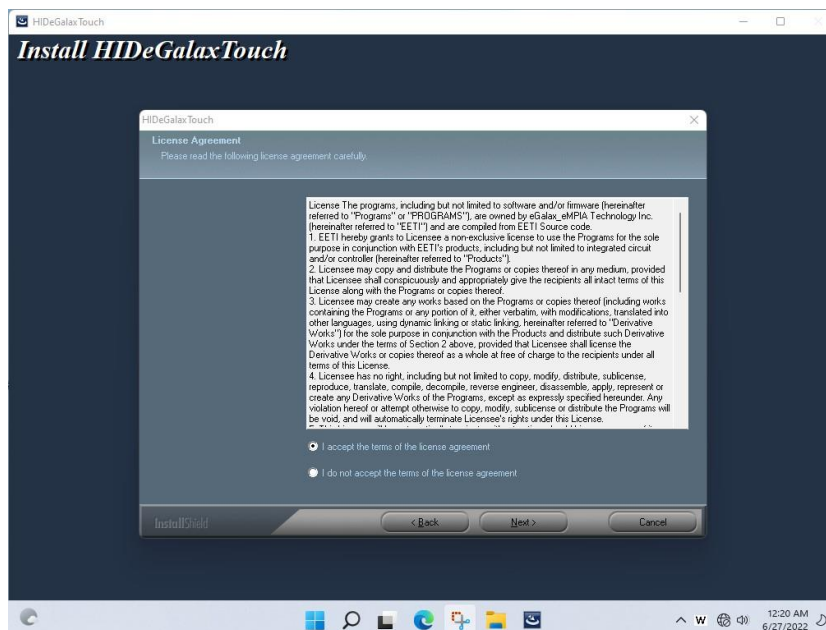 HIDeGalaxTouch
Install HIDeGalaxTouch
HIDeGalaxTouch
License Agreement
Please read the following license agreement carefully.
License The programs, including but not limited to software and/or firmware (hereinafter
referred to "Programs" or "PROGRAMS"), are owned by eGalax_eMPIA Technology Inc.
(hereinafter referred to "EETI") and are compiled from EETI Source code.
1. EETI hereby grants to Licensee a non-exclusive license to use the Programs for the sole
purpose in conjunction with EETI's products, including but not limited to integrated circuit
and/or controller (hereinafter referred to "Products").
2. Licensee may copy and distribute the Programs or copies thereof in any medium, provided
that Licensee shall conspicuously and appropriately give the recipients all intact terms of this
License along with the Programs or copies thereof.
3. Licensee may create any works based on the Programs or copies thereof (including works
containing the Programs or any portion of it, either verbatim, with modifications, translated into
other languages, using dynamic linking or static linking, hereinafter referred to "Derivative
Works") for the sole purpose in conjunction with the Products and distribute such Derivative
Works under the terms of Section 2 above, provided that Licensee shall license the
Derivative Works or copies thereof as a whole at free of charge to the recipients under all
terms of this License.
4. Licensee has no right, including but not limited to copy, modify, distribute, sublicense,
reproduce, translate, compile, decompile, reverse engineer, disassemble, apply, represent or
create any Derivative Works of the Programs, except as expressly specified hereunder. Any
violation hereof or attempt otherwise to copy, modify, sublicense or distribute the Programs will
be void, and will automatically terminate Licensee's rights under this License.
I accept the terms of the license agreement
I do not accept the terms of the license agreement
InstallShield
< Back
Next >
Cancel
W
12:20 AM
6/27/2022